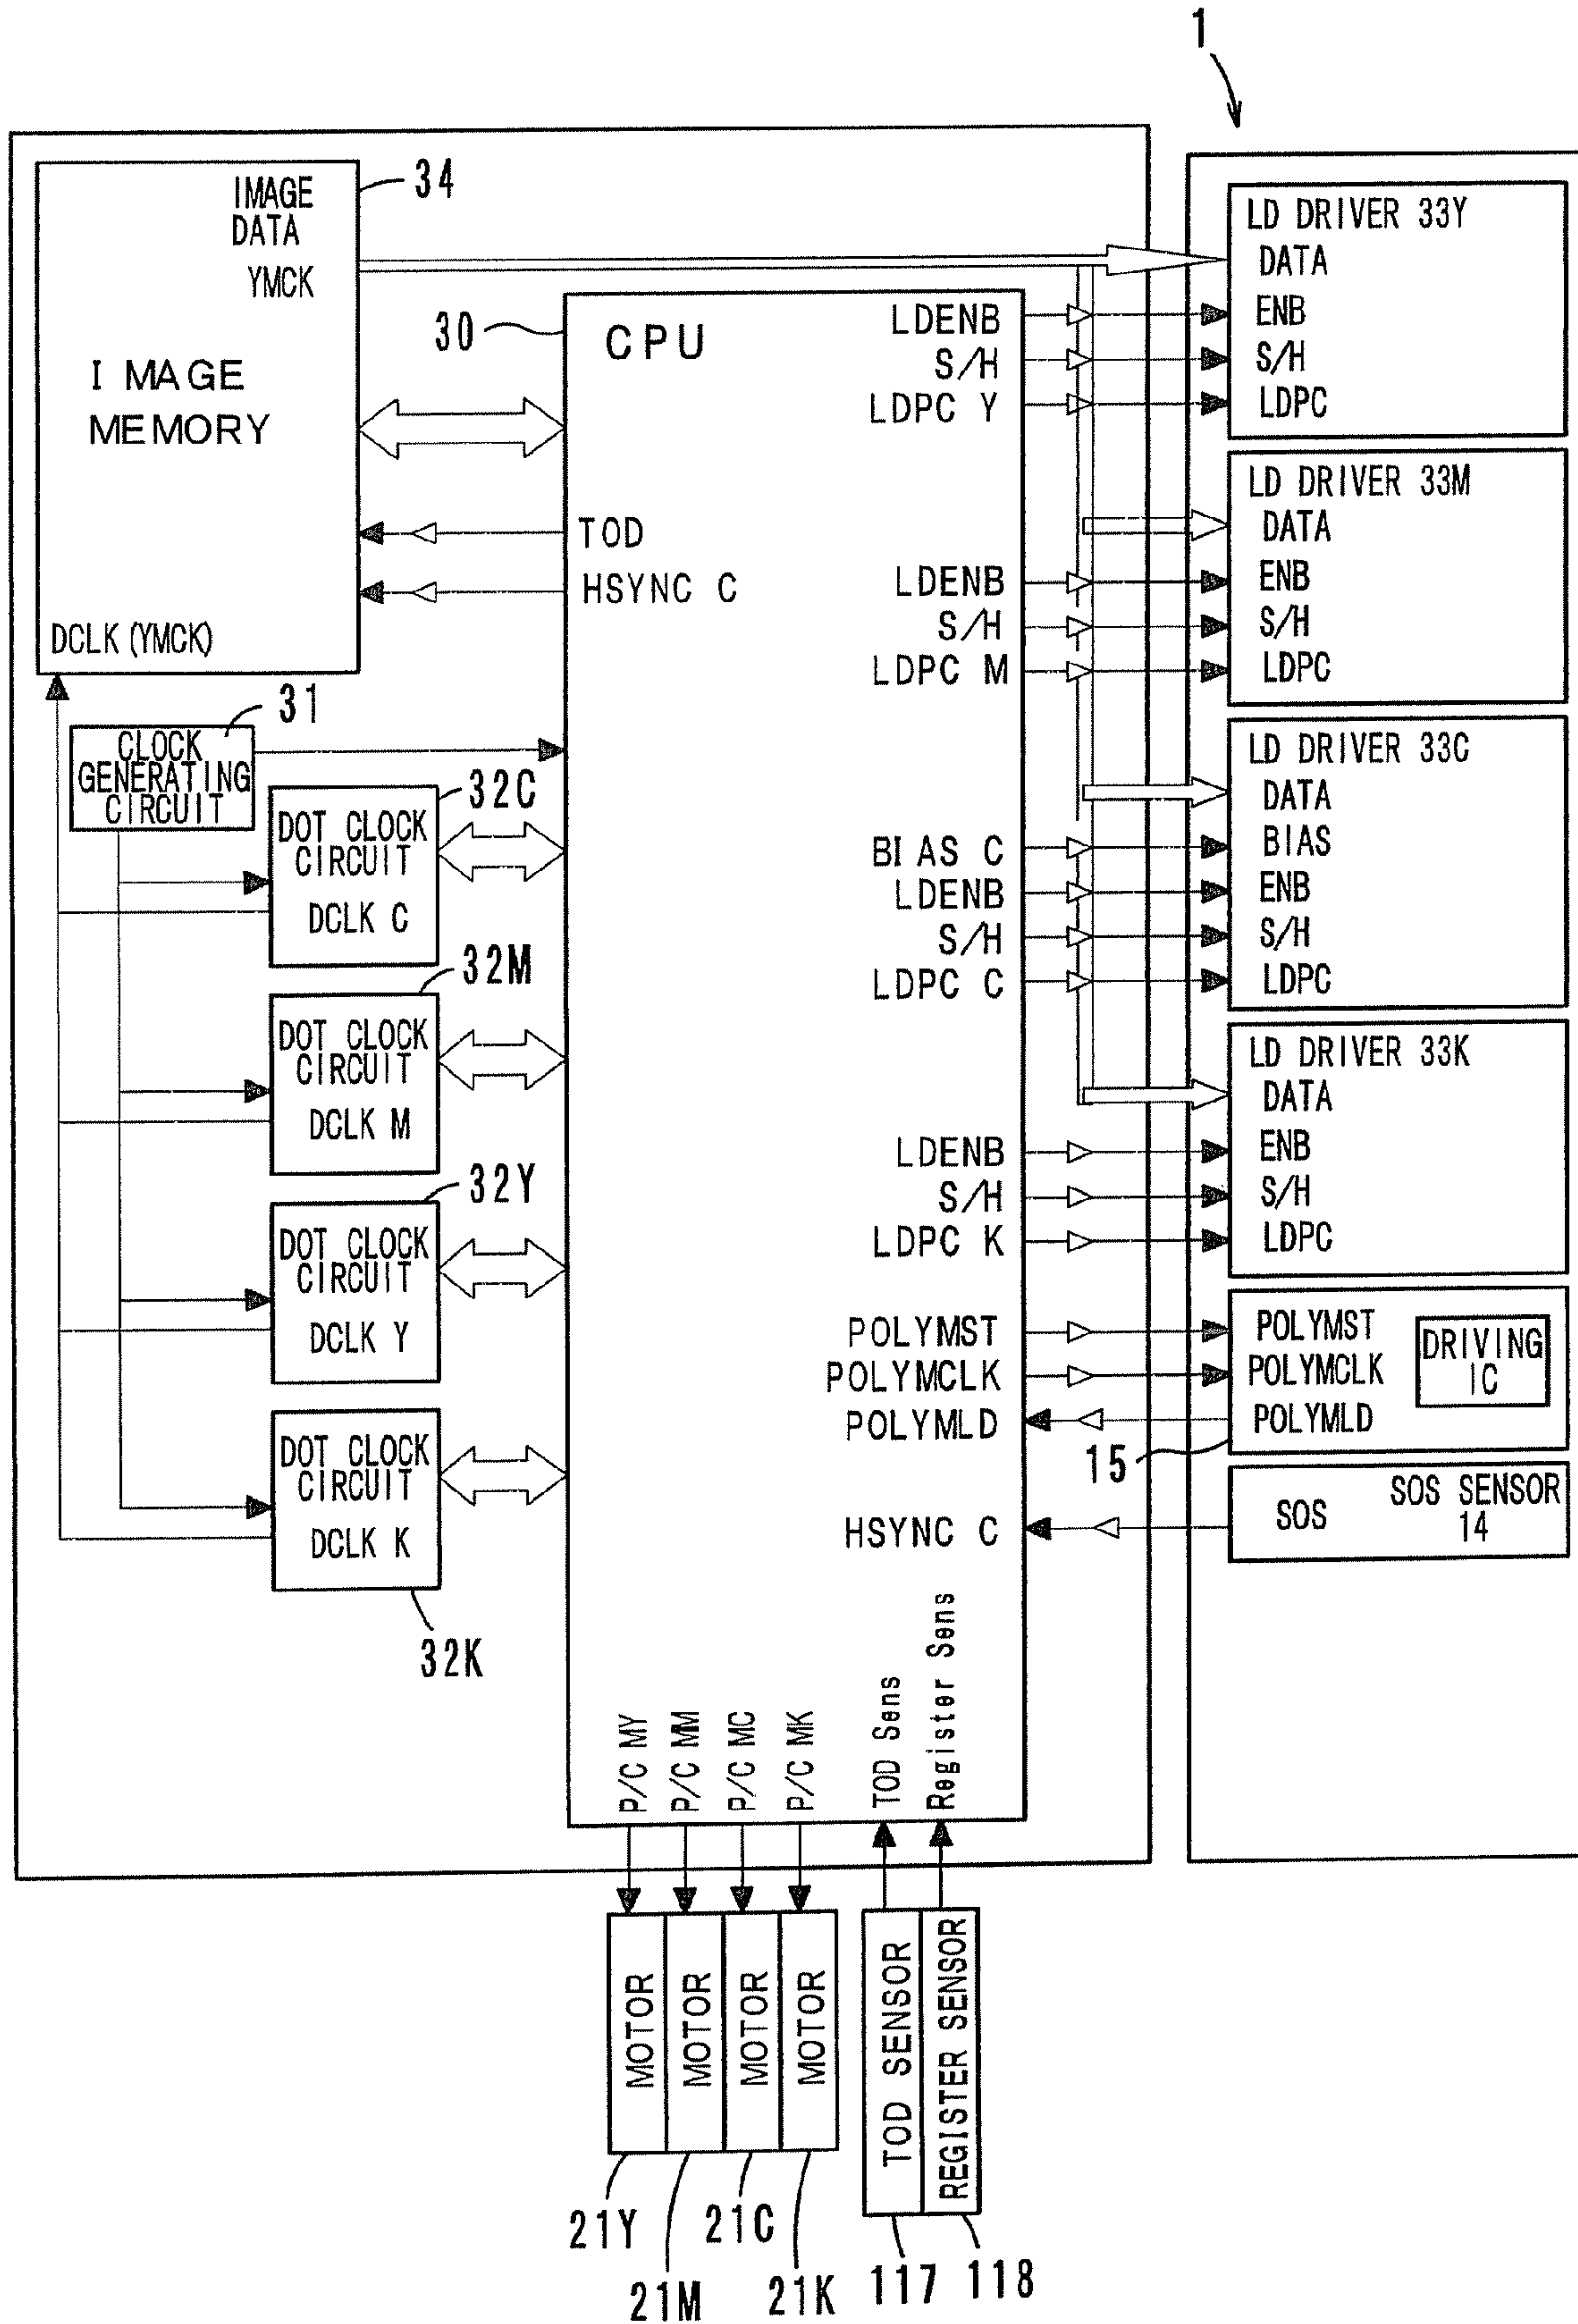 1
34
IMAGE
DATA
YMCK
IMAGE
MEMORY
DCLK (YMCK)
30
CPU
TOD
HSYNC C
LDENB
S/H
LDPC Y
LDENB
S/H
LDPC M
BIAS C
LDENB
S/H
LDPC C
LDENB
S/H
LDPC K
POLYMST
POLYMCLK
POLYMLD
HSYNC C
P/C MY
P/C MM
P/C MC
P/C MK
TOD Sens
Register Sens
31
CLOCK
GENERATING
CIRCUIT
32C
DOT CLOCK
CIRCUIT
DCLK C
32M
DOT CLOCK
CIRCUIT
DCLK M
32Y
DOT CLOCK
CIRCUIT
DCLK Y
DOT CLOCK
CIRCUIT
DCLK K
32K
LD DRIVER 33Y
DATA
ENB
S/H
LDPC
LD DRIVER 33M
DATA
ENB
S/H
LDPC
LD DRIVER 33C
DATA
BIAS
ENB
S/H
LDPC
LD DRIVER 33K
DATA
ENB
S/H
LDPC
POLYMST
POLYMCLK
POLYMLD
DRIVING
IC
15
SOS
SOS SENSOR
14
MOTOR
MOTOR
MOTOR
MOTOR
TOD SENSOR
REGISTER SENSOR
21Y
21M
21C
21K
117
118